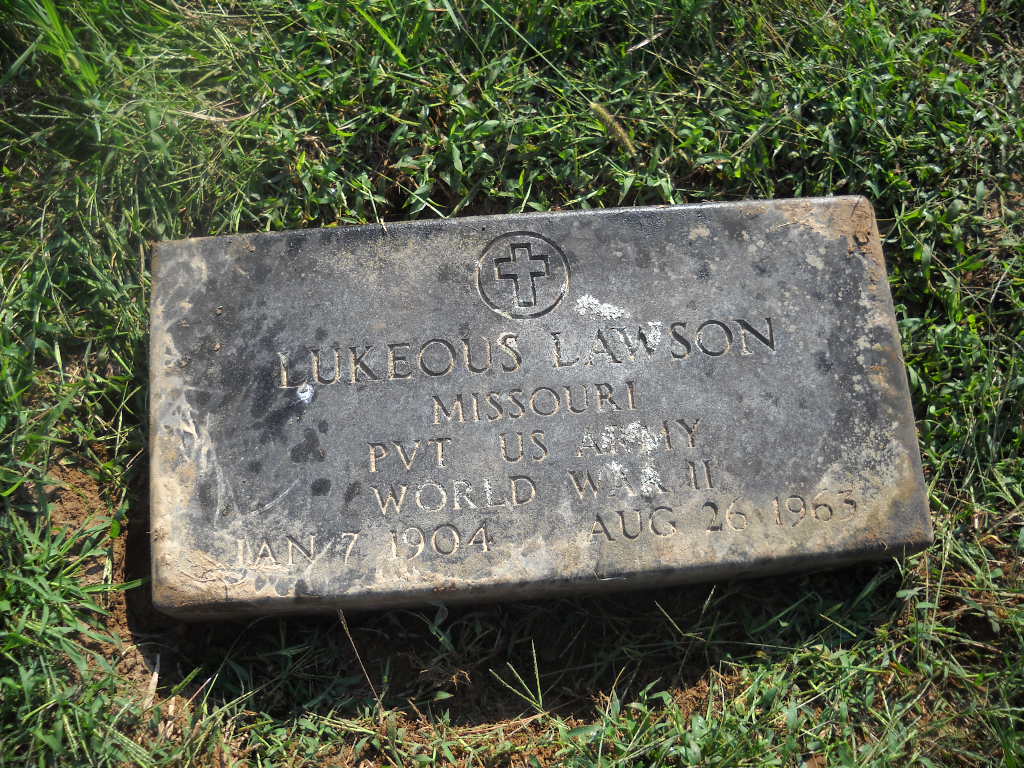 LUKEOUS LAWSON
MISSOURI
PVT US ARMY
WORLD WAR II
JAN 7 1904 AUG 26 1963